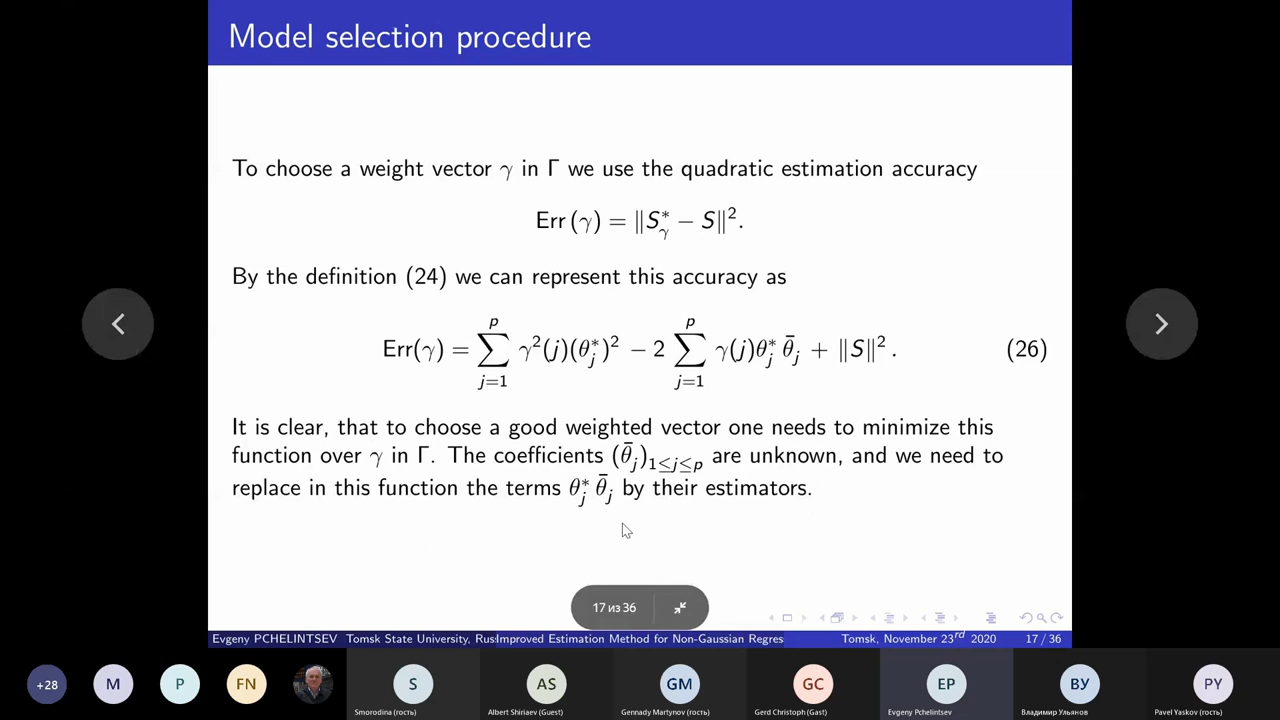 Model selection procedure
To choose a weight vector γ in Γ we use the quadratic estimation accuracy
Err (γ) = ‖S*_γ − S‖².
By the definition (24) we can represent this accuracy as
Err(γ) = ∑_{j=1}^{p} γ²(j)(θ*_j)² − 2 ∑_{j=1}^{p} γ(j)θ*_j θ̄_j + ‖S‖² . (26)
It is clear, that to choose a good weighted vector one needs to minimize this
function over γ in Γ. The coefficients (θ̄_j)_{1≤j≤p} are unknown, and we need to
replace in this function the terms θ*_j θ̄_j by their estimators.
17 из 36
Evgeny PCHELINTSEV Tomsk State University, Rus Improved Estimation Method for Non-Gaussian Regres Tomsk, November 23rd 2020 17 / 36
+28 M P FN S AS GM GC EP ВУ PY
Smorodina (гость) Albert Shiriaev (Guest) Gennady Martynov (гость) Gerd Christoph (Gast) Evgeny Pchelintsev Владимир Ульянов Pavel Yaskov (гость)